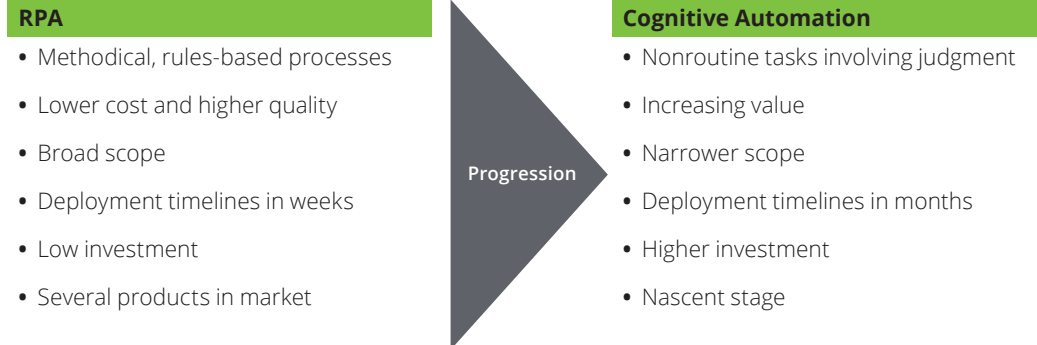 RPA
• Methodical, rules-based processes
• Lower cost and higher quality
• Broad scope
• Deployment timelines in weeks
• Low investment
• Several products in market
Progression
Cognitive Automation
• Nonroutine tasks involving judgment
• Increasing value
• Narrower scope
• Deployment timelines in months
• Higher investment
• Nascent stage